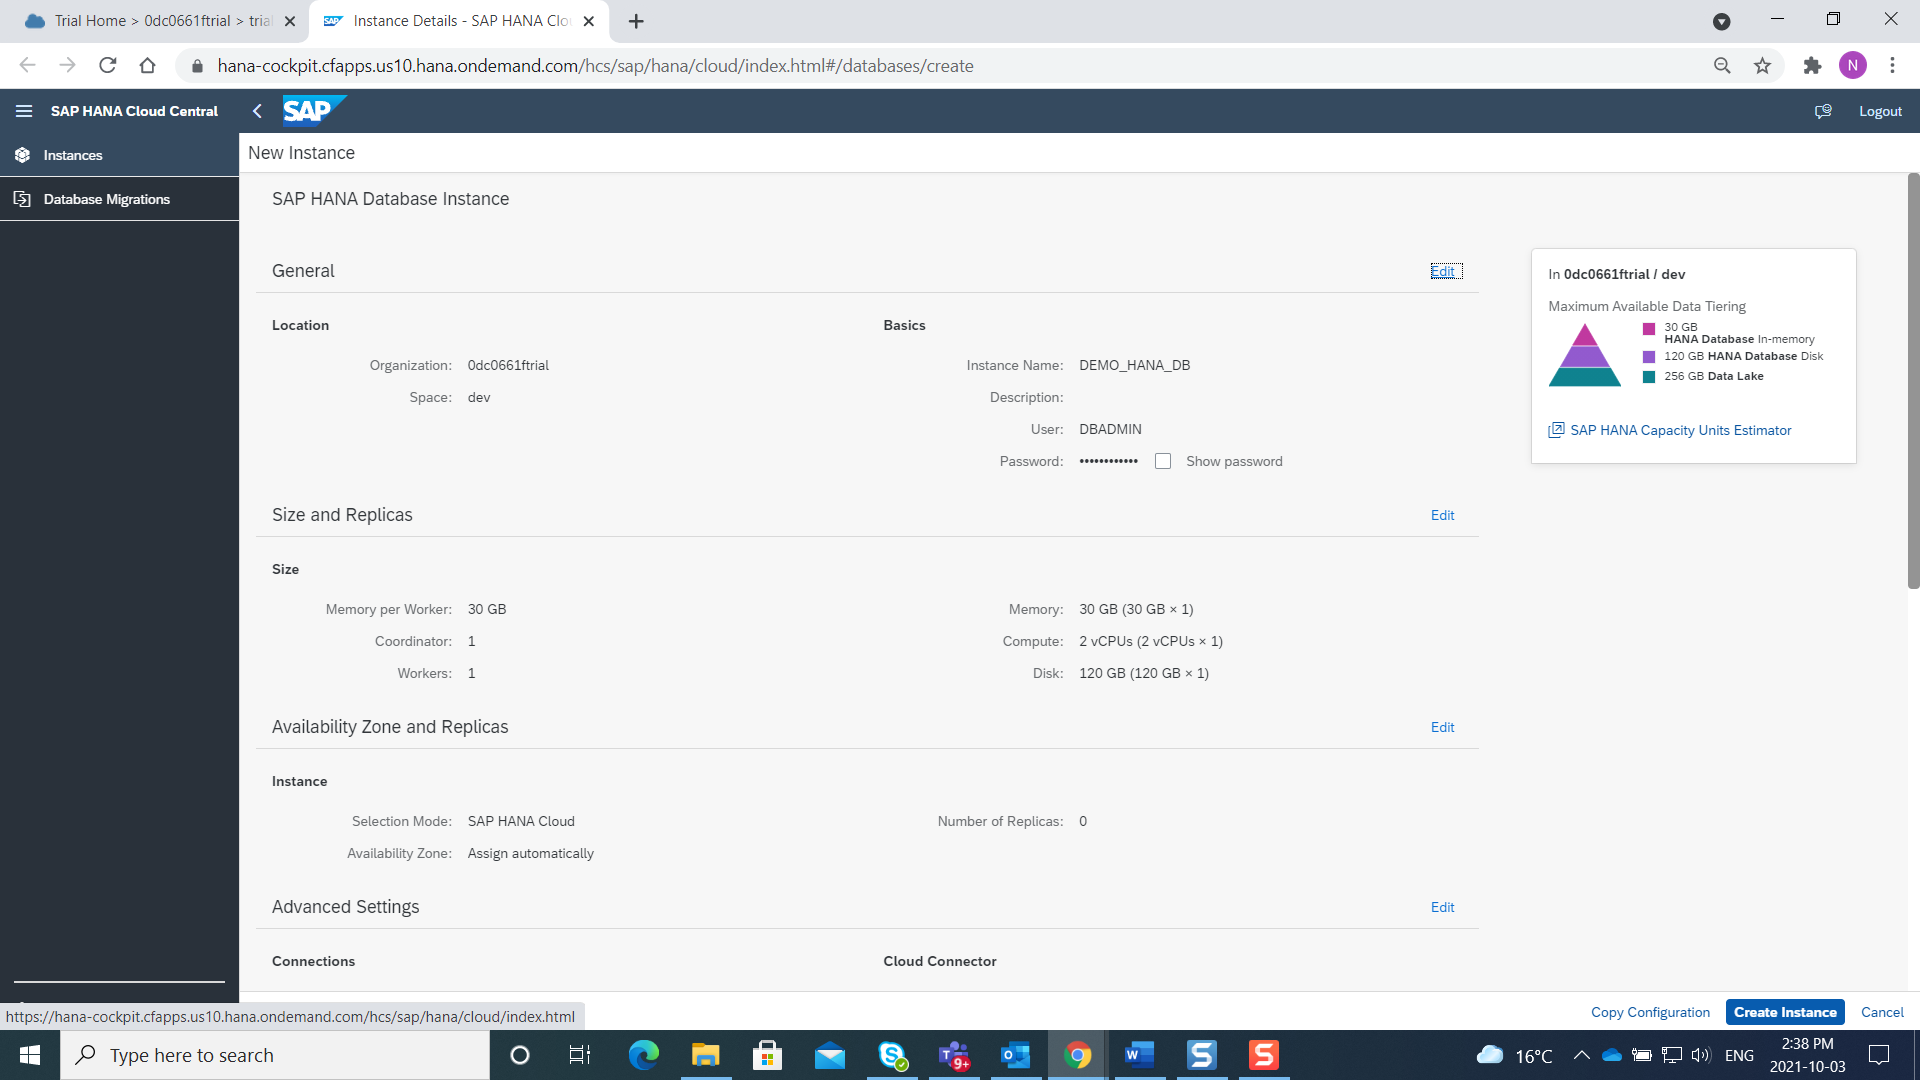 Trial Home > 0dc0661ftrial > tria
Instance Details - SAP HANA Clo
hana-cockpit.cfapps.us10.hana.ondemand.com/hcs/sap/hana/cloud/index.html#/databases/create
N
SAP HANA Cloud Central
SAP
Logout
Instances
Database Migrations
New Instance
SAP HANA Database Instance
General
Edit
Location
Basics
Organization: 0dc0661ftrial
Instance Name: DEMO_HANA_DB
Space: dev
Description:
User: DBADMIN
Password: •••••••••••• Show password
In 0dc0661ftrial / dev
Maximum Available Data Tiering
30 GB
HANA Database In-memory
120 GB HANA Database Disk
256 GB Data Lake
SAP HANA Capacity Units Estimator
Size and Replicas
Edit
Size
Memory per Worker: 30 GB
Memory: 30 GB (30 GB × 1)
Coordinator: 1
Compute: 2 vCPUs (2 vCPUs × 1)
Workers: 1
Disk: 120 GB (120 GB × 1)
Availability Zone and Replicas
Edit
Instance
Selection Mode: SAP HANA Cloud
Number of Replicas: 0
Availability Zone: Assign automatically
Advanced Settings
Edit
Connections
Cloud Connector
Copy Configuration
Create Instance
Cancel
https://hana-cockpit.cfapps.us10.hana.ondemand.com/hcs/sap/hana/cloud/index.html
Type here to search
9+
16°C
ENG
2:38 PM
2021-10-03